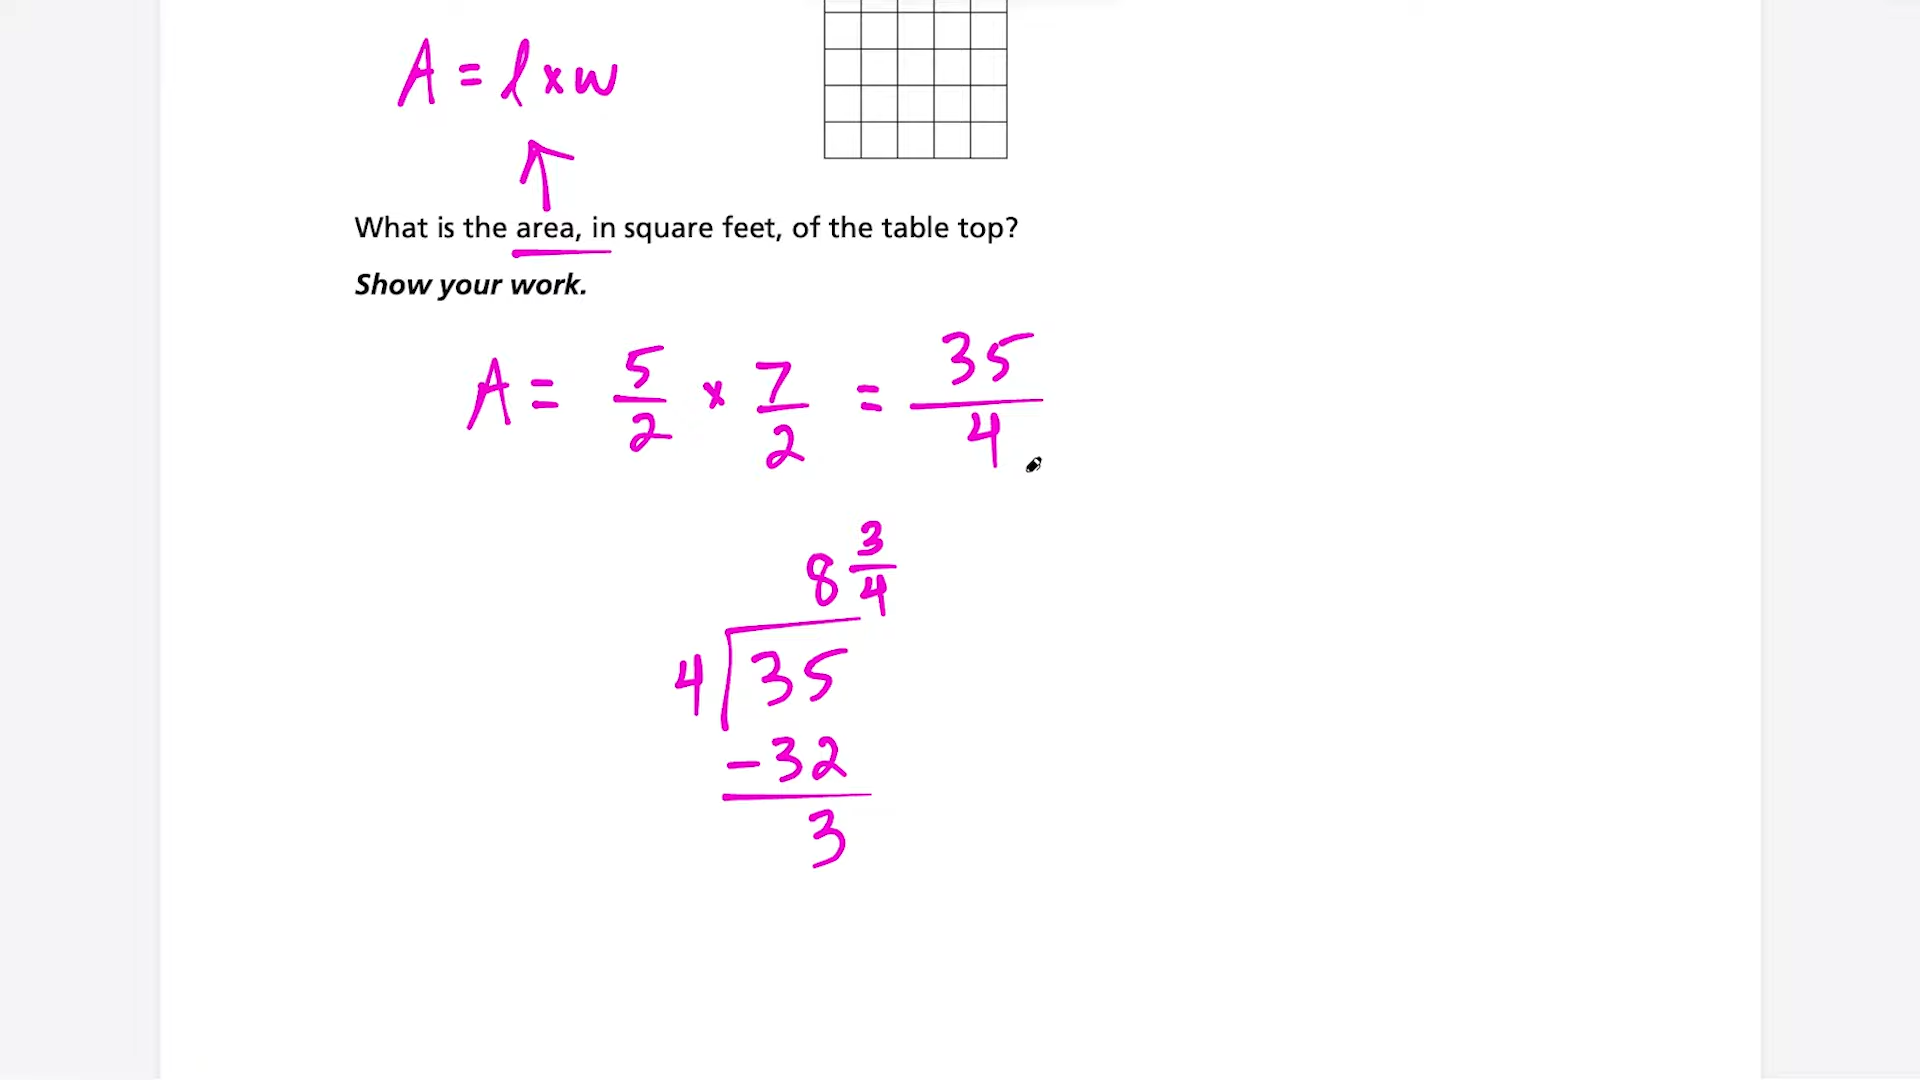 A = l x w
What is the area, in square feet, of the table top?
Show your work.
A = 5/2 x 7/2 = 35/4
8 3/4
4 35
-32
3